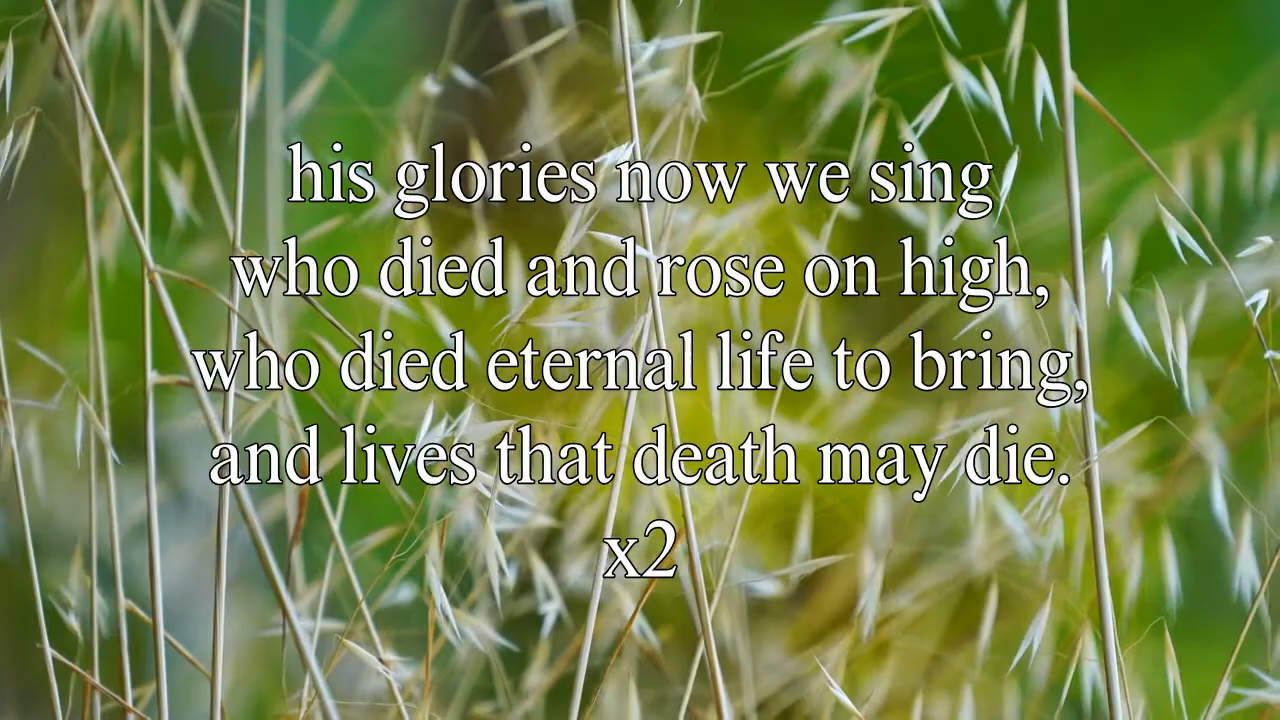 his glories now we sing
who died and rose on high,
who died eternal life to bring,
and lives that death may die.
x2